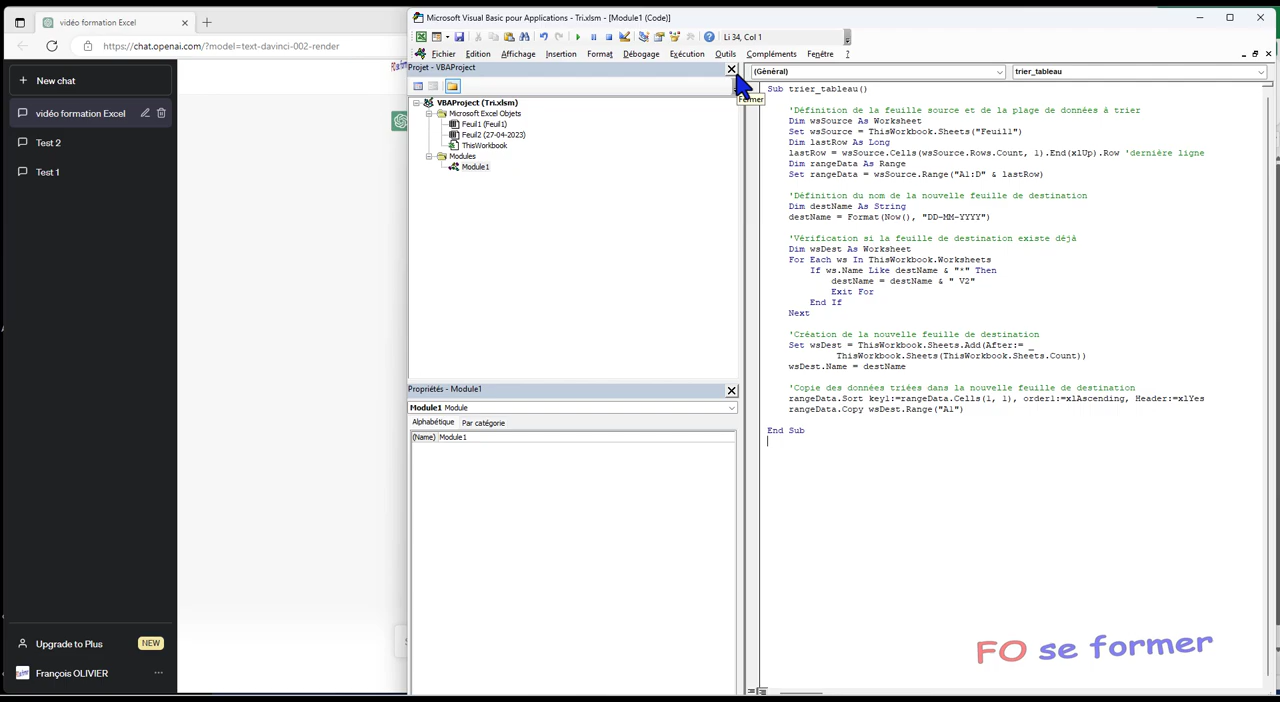 vidéo formation Excel
https://chat.openai.com/?model=text-davinci-002-render
New chat
vidéo formation Excel
Test 2
Test 1
Upgrade to Plus
NEW
François OLIVIER
Microsoft Visual Basic pour Applications - Tri.xlsm - [Module1 (Code)]
Li 34, Col 1
Fichier Edition Affichage Insertion Format Débogage Exécution Outils Compléments Fenêtre ?
Projet - VBAProject
Fermer
VBAProject (Tri.xlsm)
Microsoft Excel Objets
Feuil1 (Feuil1)
Feuil2 (27-04-2023)
ThisWorkbook
Modules
Module1
Propriétés - Module1
Module1 Module
Alphabétique Par catégorie
(Name) Module1
(Général)
trier_tableau
Sub trier_tableau()
'Définition de la feuille source et de la plage de données à trier
Dim wsSource As Worksheet
Set wsSource = ThisWorkbook.Sheets("Feuil1")
Dim lastRow As Long
lastRow = wsSource.Cells(wsSource.Rows.Count, 1).End(xlUp).Row 'dernière ligne
Dim rangeData As Range
Set rangeData = wsSource.Range("A1:D" & lastRow)
'Définition du nom de la nouvelle feuille de destination
Dim destName As String
destName = Format(Now(), "DD-MM-YYYY")
'Vérification si la feuille de destination existe déjà
Dim wsDest As Worksheet
For Each ws In ThisWorkbook.Worksheets
If ws.Name Like destName & "*" Then
destName = destName & " V2"
Exit For
End If
Next
'Création de la nouvelle feuille de destination
Set wsDest = ThisWorkbook.Sheets.Add(After:= _
ThisWorkbook.Sheets(ThisWorkbook.Sheets.Count))
wsDest.Name = destName
'Copie des données triées dans la nouvelle feuille de destination
rangeData.Sort key1:=rangeData.Cells(1, 1), order1:=xlAscending, Header:=xlYes
rangeData.Copy wsDest.Range("A1")
End Sub
FO se former